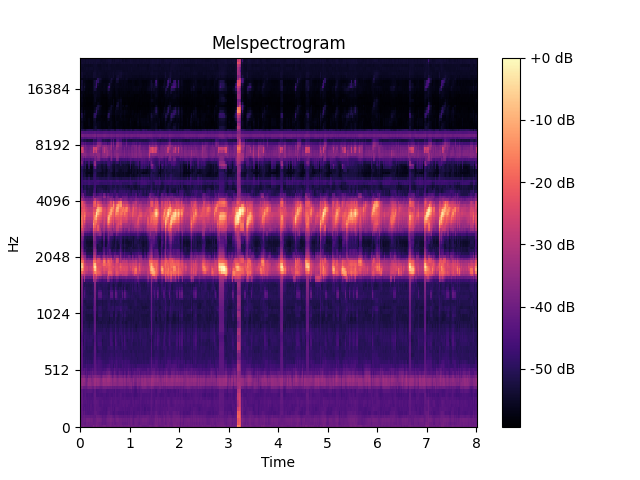 Melspectrogram
16384
8192
4096
2048
1024
512
0
Hz
0 1 2 3 4 5 6 7 8
Time
+0 dB
-10 dB
-20 dB
-30 dB
-40 dB
-50 dB